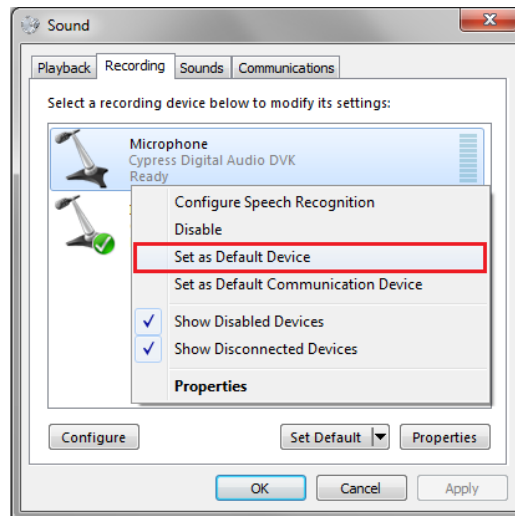 Sound
Playback Recording Sounds Communications
Select a recording device below to modify its settings:
Microphone
Cypress Digital Audio DVK
Ready
Configure Speech Recognition
Disable
Set as Default Device
Set as Default Communication Device
Show Disabled Devices
Show Disconnected Devices
Properties
Configure Set Default Properties
OK Cancel Apply